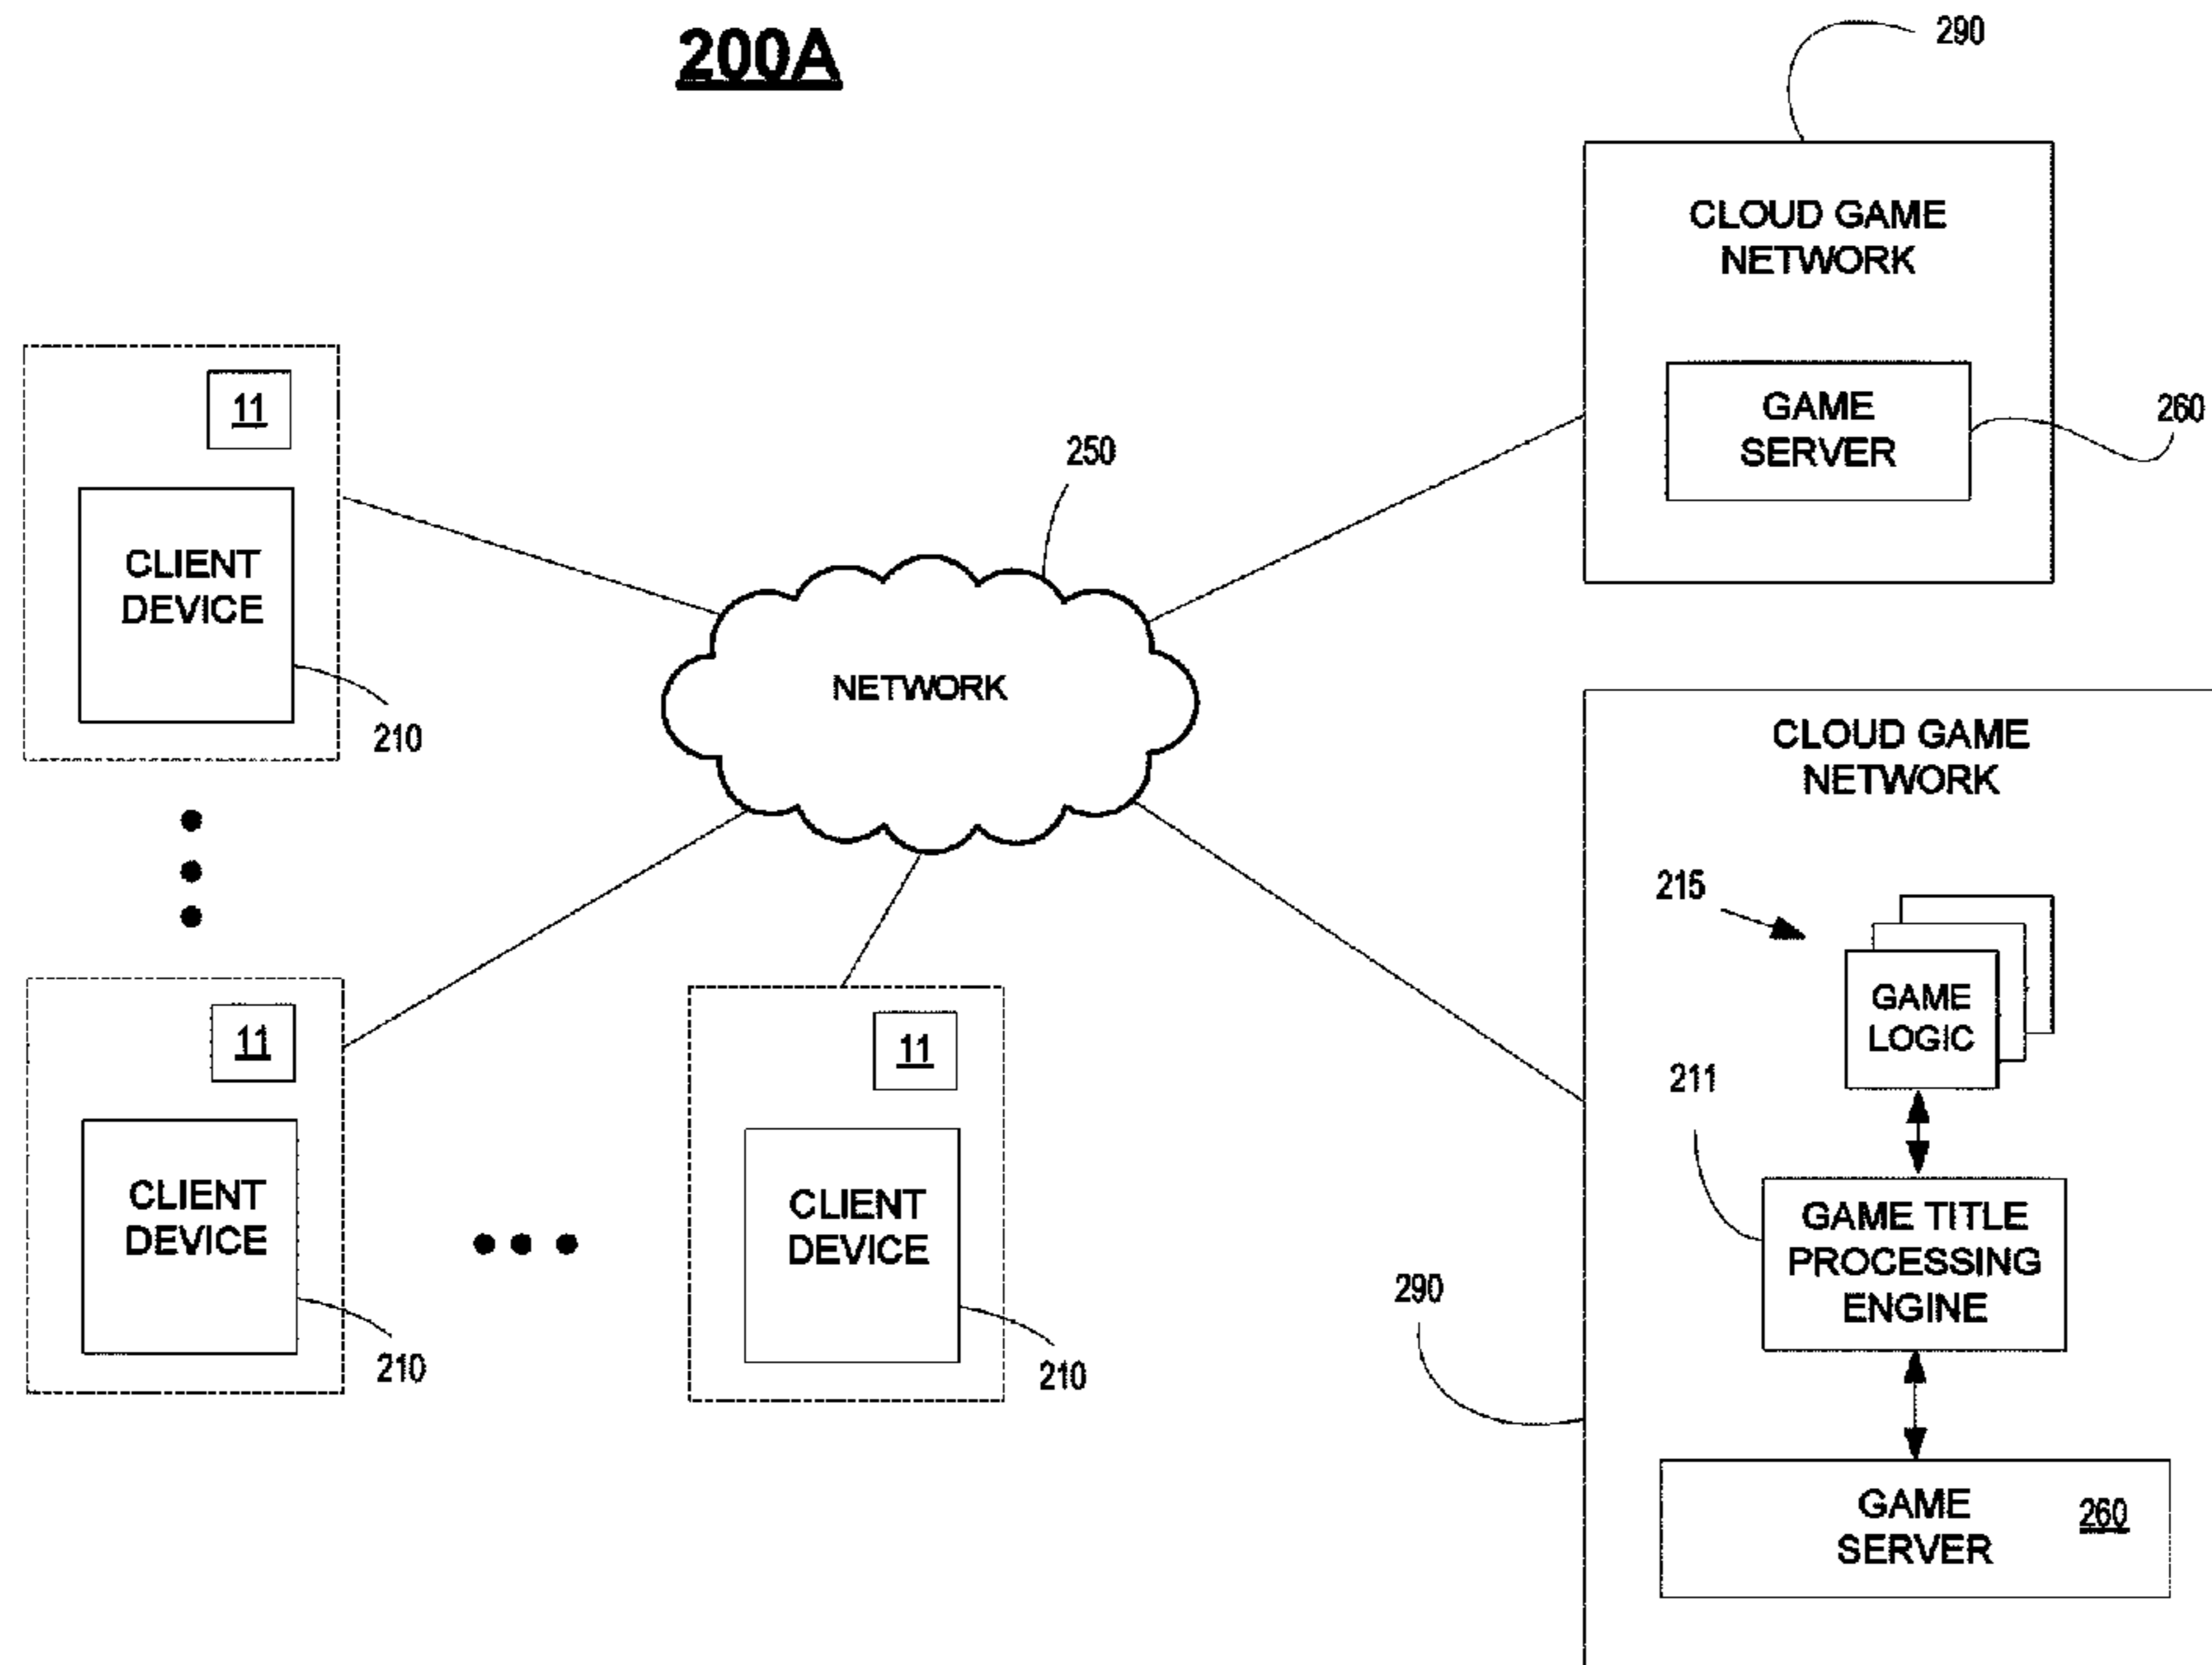 200A
290
CLOUD GAME
NETWORK
GAME
SERVER
260
11
CLIENT
DEVICE
210
250
NETWORK
11
CLIENT
DEVICE
210
11
CLIENT
DEVICE
210
CLOUD GAME
NETWORK
215
GAME
LOGIC
211
GAME TITLE
PROCESSING
ENGINE
290
GAME
SERVER
260